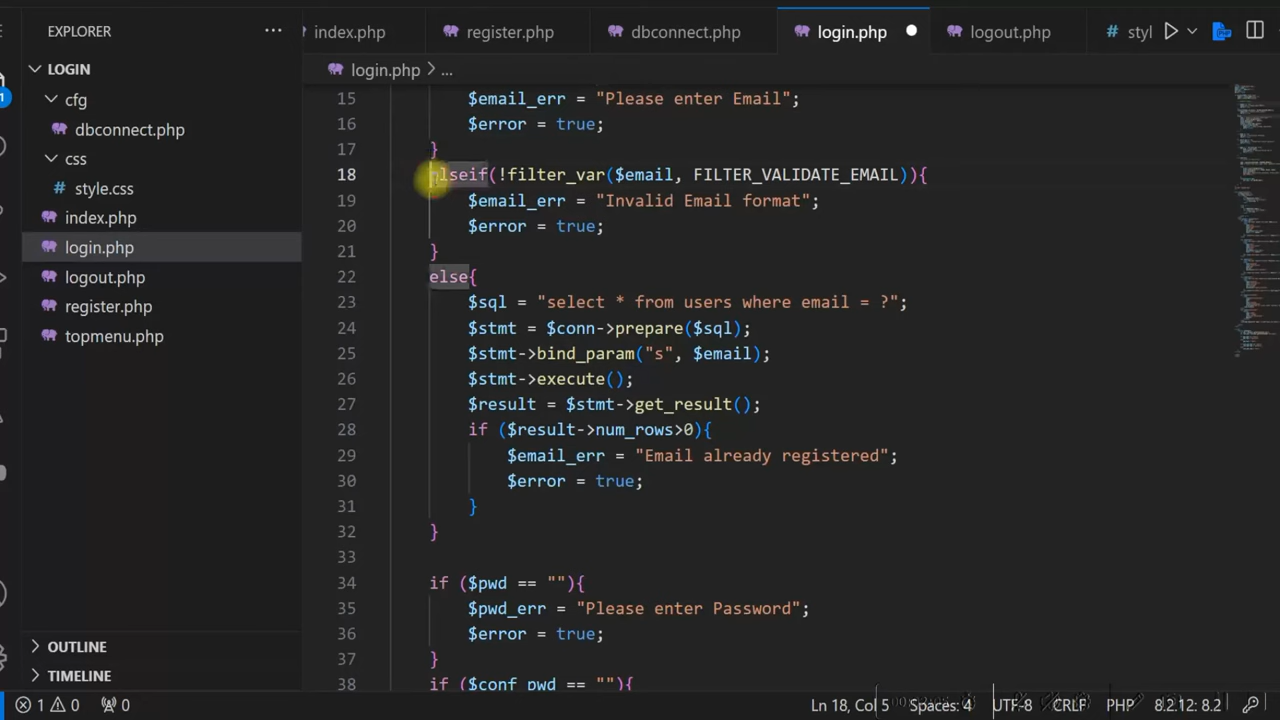 EXPLORER
index.php
register.php
dbconnect.php
login.php
logout.php
# styl
LOGIN
cfg
dbconnect.php
css
# style.css
index.php
login.php
logout.php
register.php
topmenu.php
OUTLINE
TIMELINE
login.php > ...
15 $email_err = "Please enter Email";
16 $error = true;
17 }
18 elseif(!filter_var($email, FILTER_VALIDATE_EMAIL)){
19 $email_err = "Invalid Email format";
20 $error = true;
21 }
22 else{
23 $sql = "select * from users where email = ?";
24 $stmt = $conn->prepare($sql);
25 $stmt->bind_param("s", $email);
26 $stmt->execute();
27 $result = $stmt->get_result();
28 if ($result->num_rows>0){
29 $email_err = "Email already registered";
30 $error = true;
31 }
32 }
33
34 if ($pwd == ""){
35 $pwd_err = "Please enter Password";
36 $error = true;
37 }
38 if ($conf_pwd == ""){
1 0 0 Ln 18, Col 5 Spaces: 4 UTF-8 CRLF PHP 8.2.12: 8.2